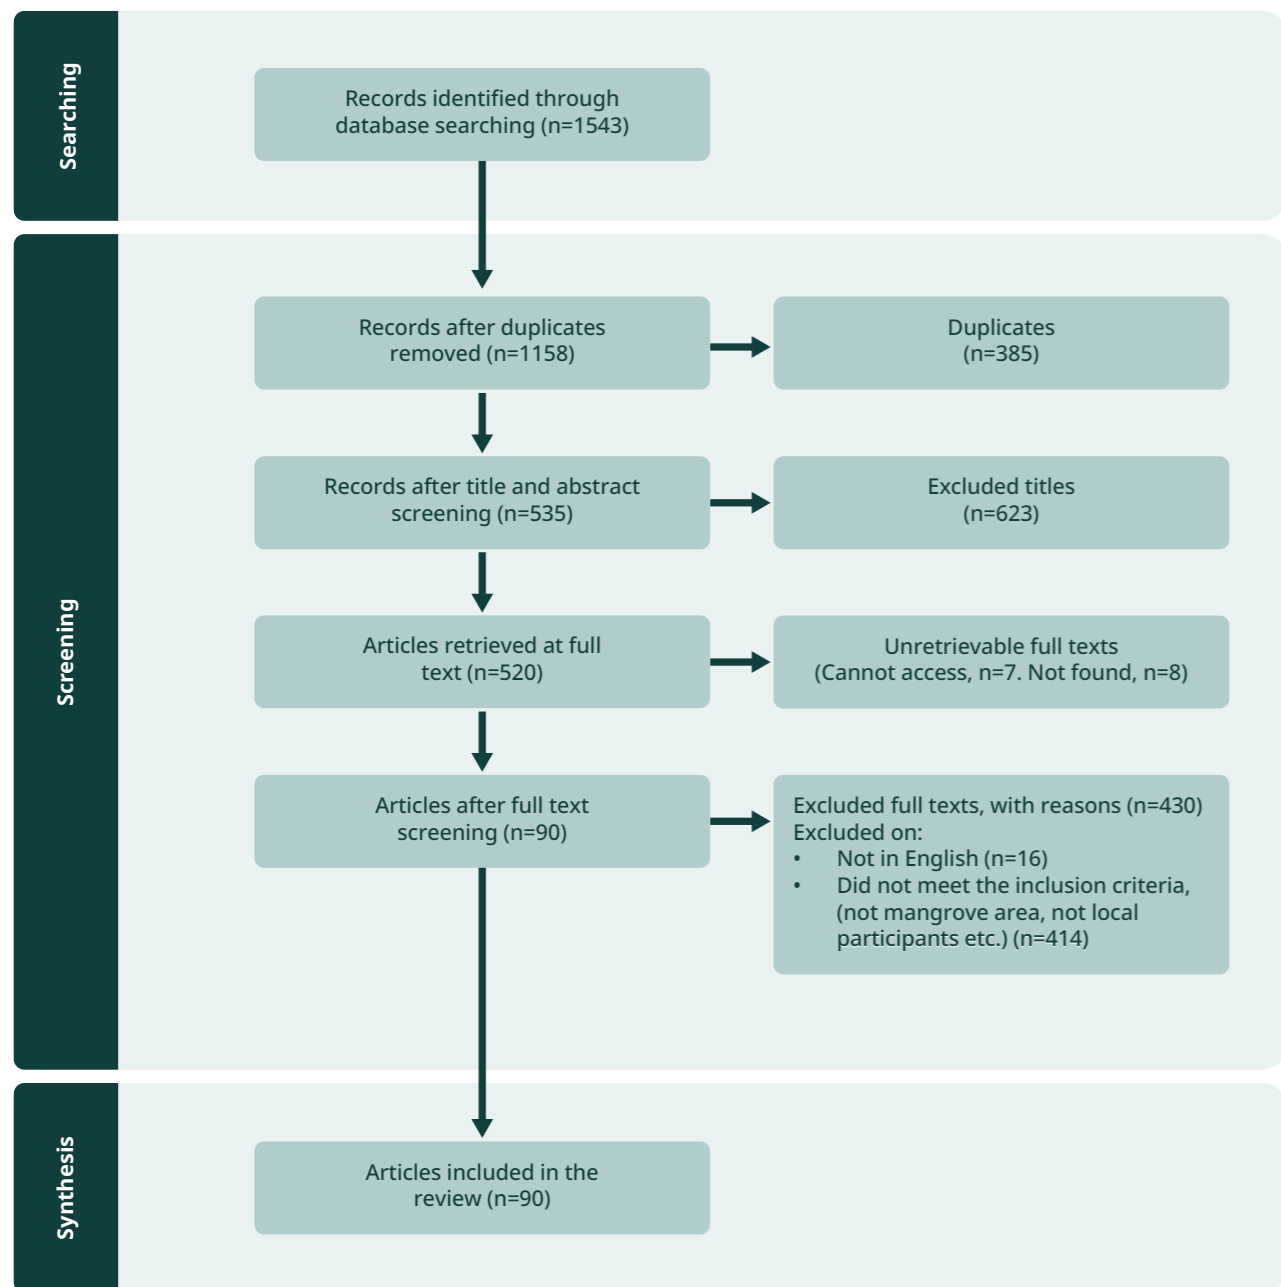 Searching
Records identified through
database searching (n=1543)
Screening
Records after duplicates
removed (n=1158)
Duplicates
(n=385)
Records after title and abstract
screening (n=535)
Excluded titles
(n=623)
Articles retrieved at full
text (n=520)
Unretrievable full texts
(Cannot access, n=7. Not found, n=8)
Articles after full text
screening (n=90)
Excluded full texts, with reasons (n=430)
Excluded on:
• Not in English (n=16)
• Did not meet the inclusion criteria,
(not mangrove area, not local
participants etc.) (n=414)
Synthesis
Articles included in the
review (n=90)